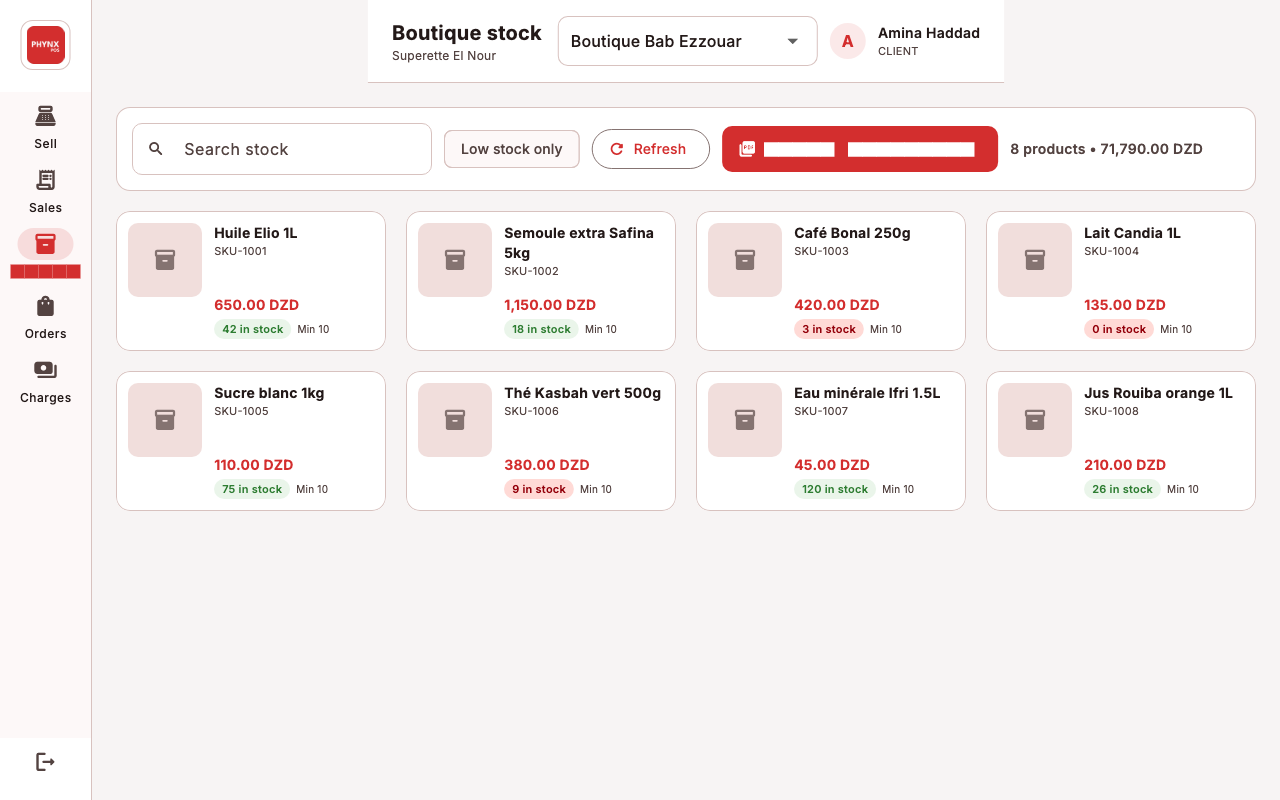 PHYNX
POS
Boutique stock
Superette El Nour
Boutique Bab Ezzouar
A
Amina Haddad
CLIENT
Sell
Sales
Orders
Charges
Search stock
Low stock only
Refresh
PDF
8 products • 71,790.00 DZD
Huile Elio 1L
SKU-1001
650.00 DZD
42 in stock Min 10
Semoule extra Safina
5kg
SKU-1002
1,150.00 DZD
18 in stock Min 10
Café Bonal 250g
SKU-1003
420.00 DZD
3 in stock Min 10
Lait Candia 1L
SKU-1004
135.00 DZD
0 in stock Min 10
Sucre blanc 1kg
SKU-1005
110.00 DZD
75 in stock Min 10
Thé Kasbah vert 500g
SKU-1006
380.00 DZD
9 in stock Min 10
Eau minérale Ifri 1.5L
SKU-1007
45.00 DZD
120 in stock Min 10
Jus Rouiba orange 1L
SKU-1008
210.00 DZD
26 in stock Min 10